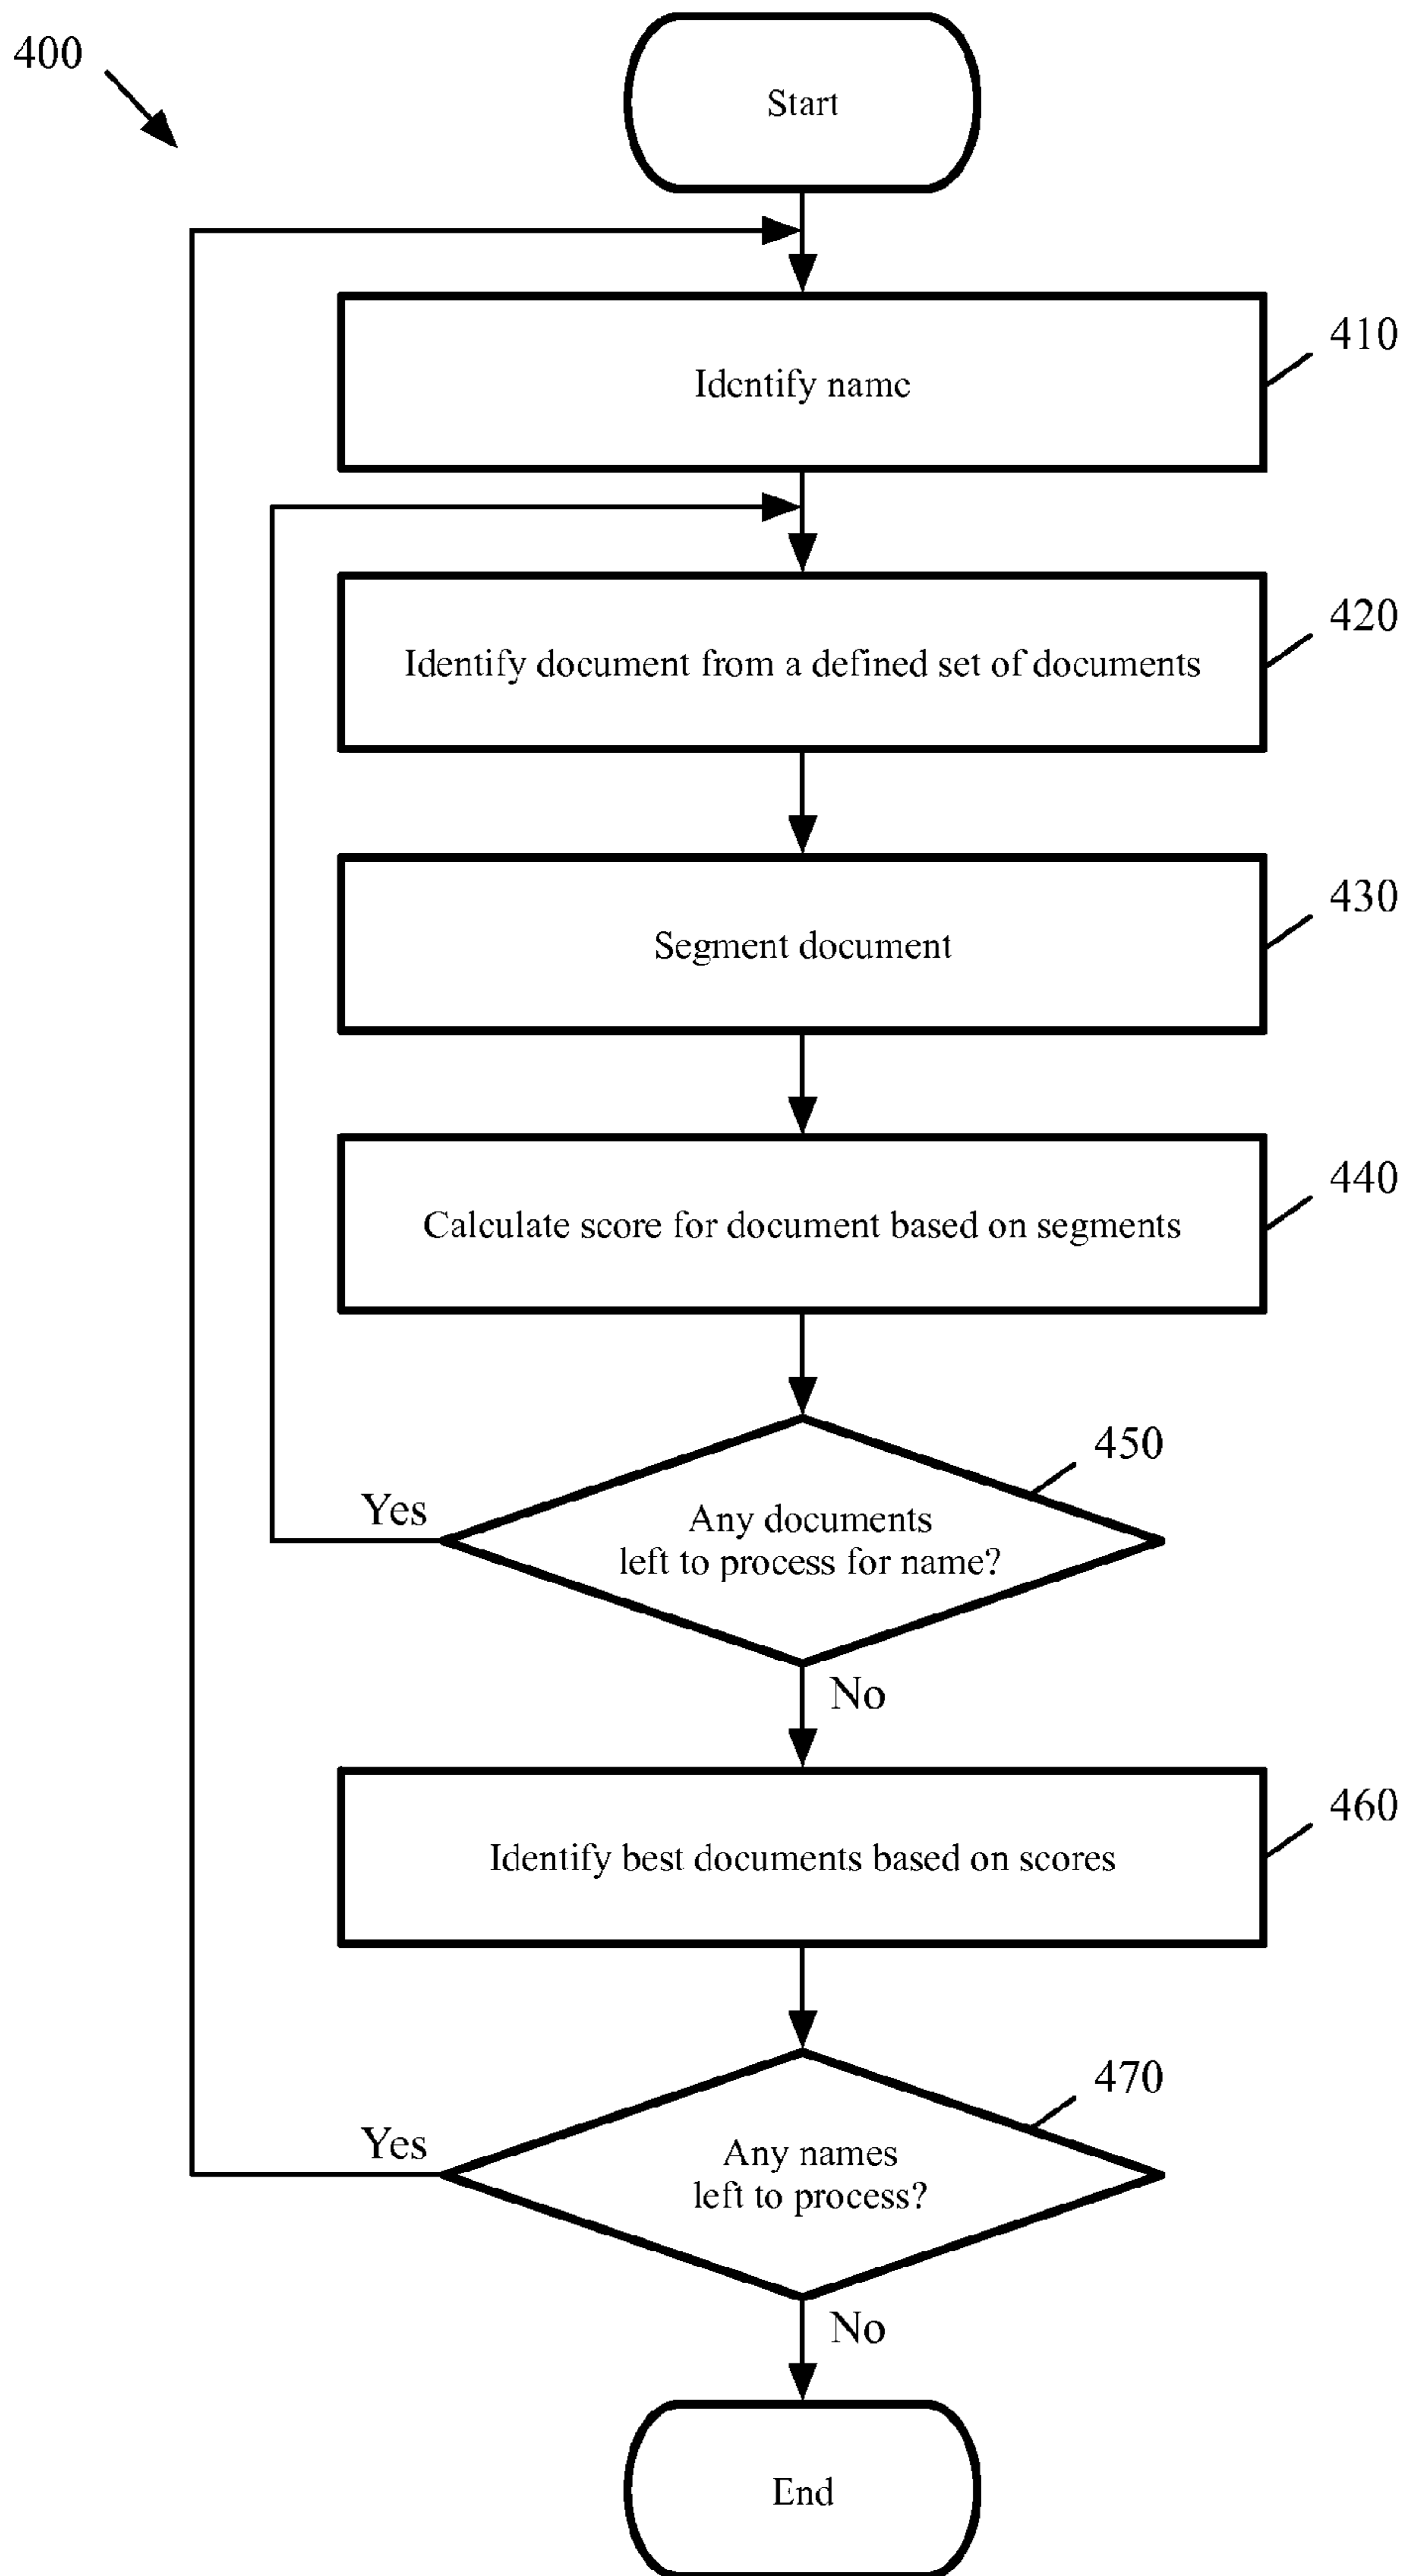 400
Start
Identify name
410
Identify document from a defined set of documents
420
Segment document
430
Calculate score for document based on segments
440
450
Any documents
left to process for name?
Yes
No
Identify best documents based on scores
460
470
Any names
left to process?
Yes
No
End